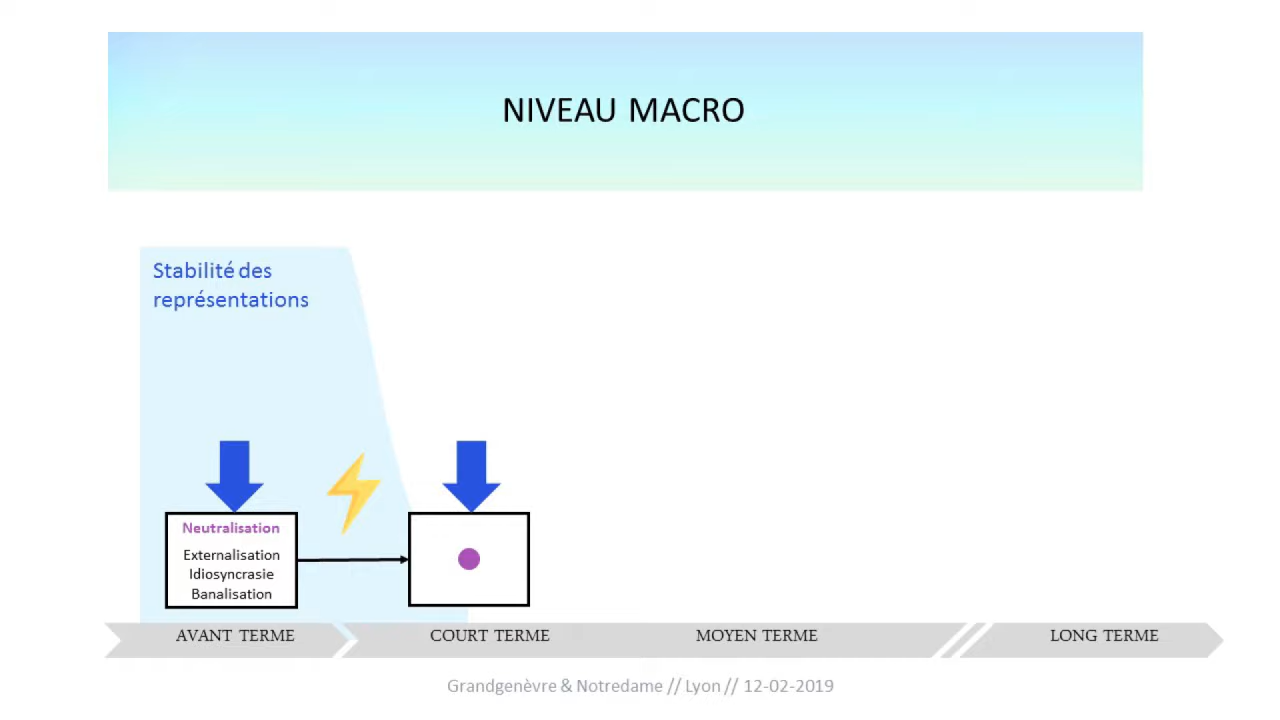 NIVEAU MACRO
Stabilité des
représentations
Neutralisation
Externalisation
Idiosyncrasie
Banalisation
AVANT TERME
COURT TERME
MOYEN TERME
LONG TERME
Grandgenèvre & Notredame // Lyon // 12-02-2019